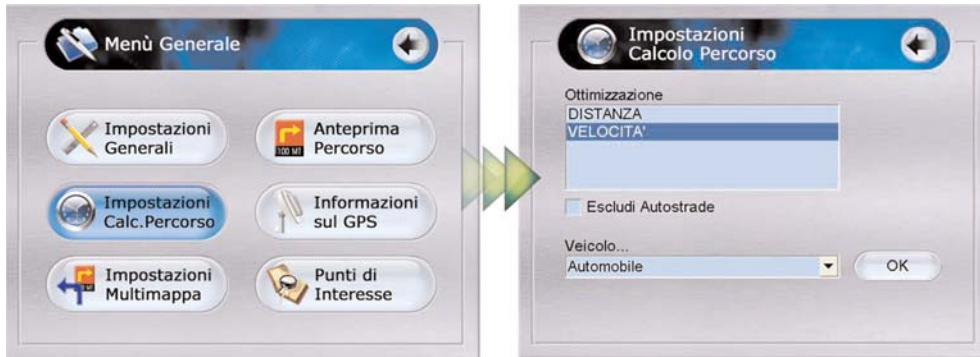 Menù Generale
Impostazioni
Generali
Anteprima
Percorso
100 MT
Impostazioni
Calc.Percorso
Informazioni
sul GPS
Impostazioni
Multimappa
Punti di
Interesse
Impostazioni
Calcolo Percorso
Ottimizzazione
DISTANZA
VELOCITA'
Escludi Autostrade
Veicolo...
Automobile
OK